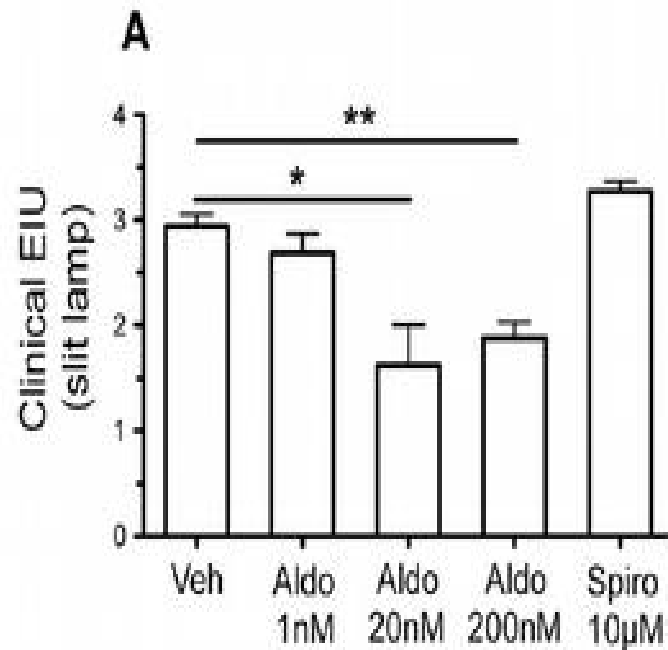 A
Clinical EIU
(slit lamp)
4
3
2
1
0
**
*
Veh
Aldo
1nM
Aldo
20nM
Aldo
200nM
Spiro
10µM